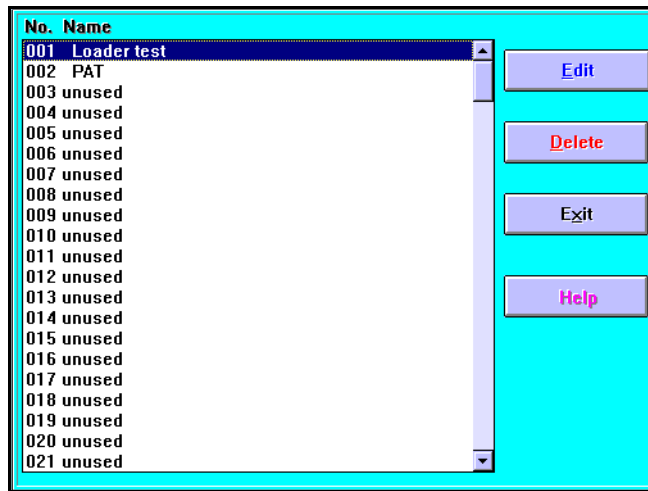 No. Name
001 Loader test
002 PAT
003 unused
004 unused
005 unused
006 unused
007 unused
008 unused
009 unused
010 unused
011 unused
012 unused
013 unused
014 unused
015 unused
016 unused
017 unused
018 unused
019 unused
020 unused
021 unused
Edit
Delete
Exit
Help